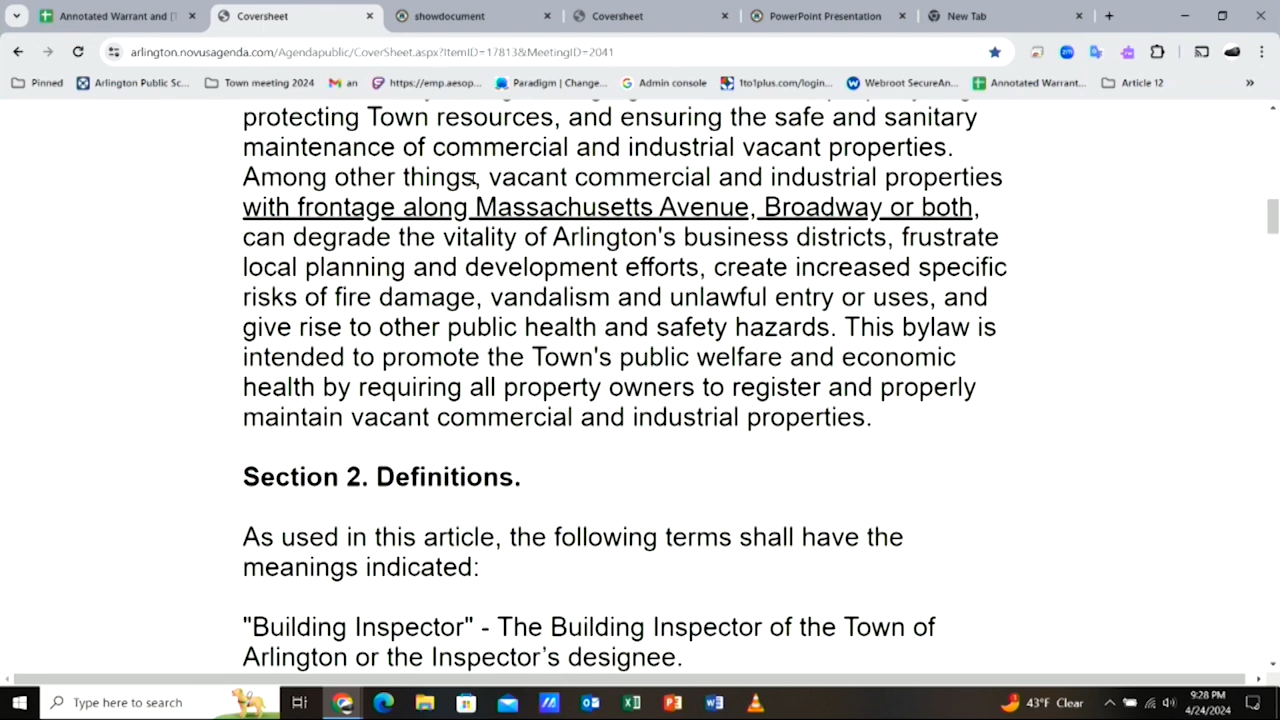 Annotated Warrant and [
Coversheet
showdocument
Coversheet
PowerPoint Presentation
New Tab
arlington.novusagenda.com/Agendapublic/CoverSheet.aspx?ItemID=17813&MeetingID=2041
Pinned
Arlington Public Sc...
Town meeting 2024
an
https://emp.aesop...
Paradigm | Change...
Admin console
1to1plus.com/login...
Webroot SecureAn...
Annotated Warrant...
Article 12
protecting Town resources, and ensuring the safe and sanitary
maintenance of commercial and industrial vacant properties.
Among other things, vacant commercial and industrial properties
with frontage along Massachusetts Avenue, Broadway or both,
can degrade the vitality of Arlington's business districts, frustrate
local planning and development efforts, create increased specific
risks of fire damage, vandalism and unlawful entry or uses, and
give rise to other public health and safety hazards. This bylaw is
intended to promote the Town's public welfare and economic
health by requiring all property owners to register and properly
maintain vacant commercial and industrial properties.
Section 2. Definitions.
As used in this article, the following terms shall have the
meanings indicated:
"Building Inspector" - The Building Inspector of the Town of
Arlington or the Inspector's designee.
Type here to search
43°F Clear
9:28 PM
4/24/2024